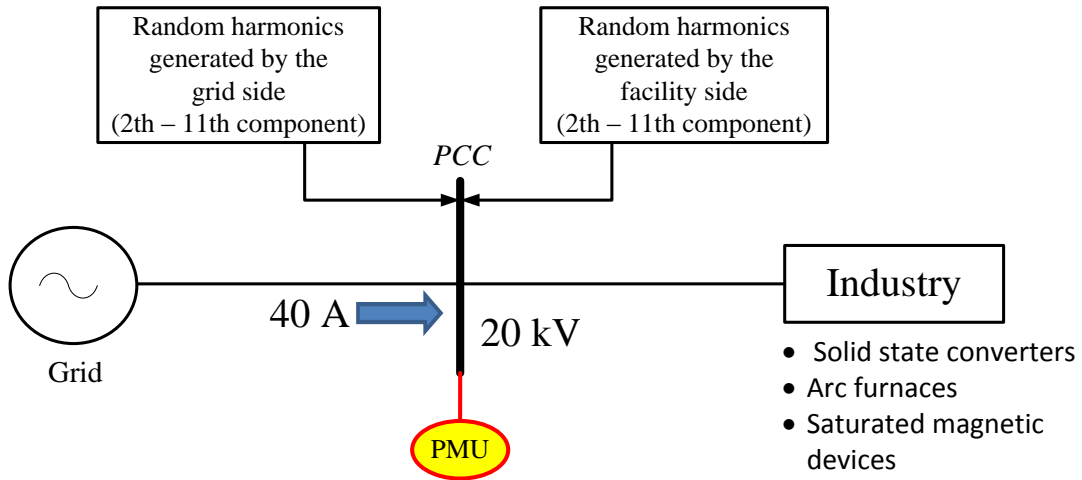 Random harmonics
generated by the
grid side
(2th – 11th component)
Random harmonics
generated by the
facility side
(2th – 11th component)
PCC
Grid
40 A
20 kV
PMU
Industry
• Solid state converters
• Arc furnaces
• Saturated magnetic
devices